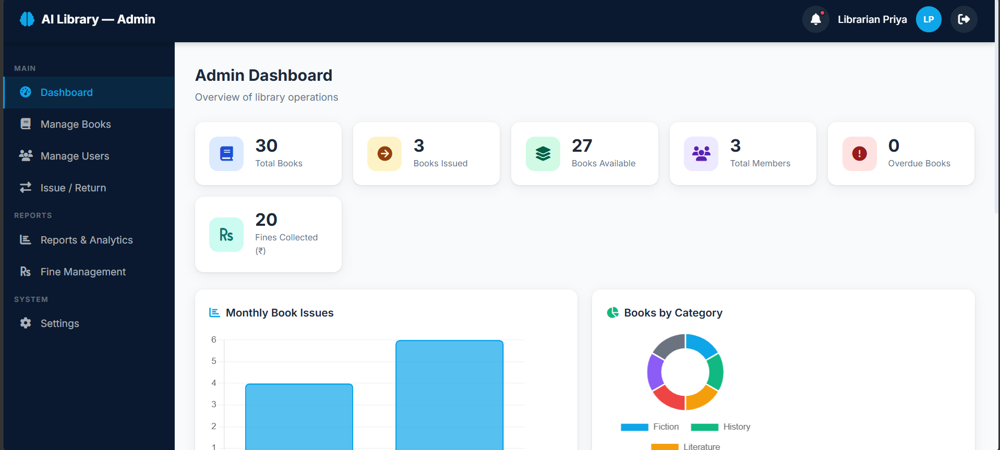 AI Library — Admin
Librarian Priya
LP
MAIN
Dashboard
Manage Books
Manage Users
Issue / Return
REPORTS
Reports & Analytics
Rs
Fine Management
SYSTEM
Settings
Admin Dashboard
Overview of library operations
30
Total Books
3
Books Issued
27
Books Available
3
Total Members
0
Overdue Books
Rs
20
Fines Collected
(₹)
Monthly Book Issues
6
5
4
3
2
1
Books by Category
Fiction
History
Literature